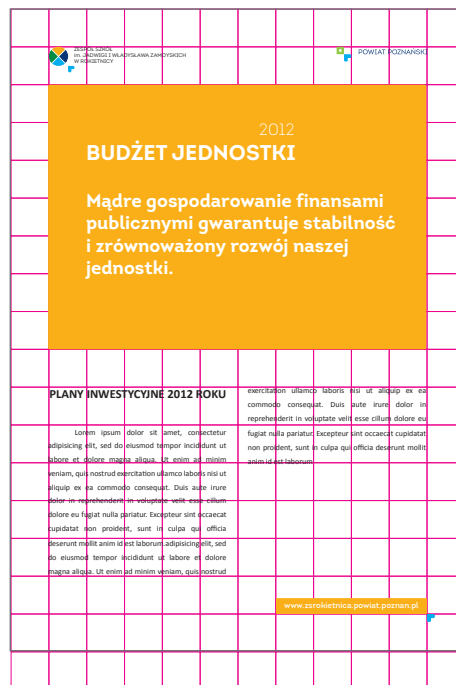 ZESPÓŁ SZKÓŁ
im. JADWIGI I WŁADYSŁAWA ZAMOYSKICH
W ROKIETNICY
POWIAT POZNAŃSKI
2012
BUDŻET JEDNOSTKI
Mądre gospodarowanie finansami
publicznymi gwarantuje stabilność
i zrównoważony rozwój naszej
jednostki.
PLANY INWESTYCYJNE 2012 ROKU
Lorem ipsum dolor sit amet, consectetur
adipisicing elit, sed do eiusmod tempor incididunt ut
labore et dolore magna aliqua. Ut enim ad minim
veniam, quis nostrud exercitation ullamco laboris nisi ut
aliquip ex ea commodo consequat. Duis aute irure
dolor in reprehenderit in voluptate velit esse cillum
dolore eu fugiat nulla pariatur. Excepteur sint occaecat
cupidatat non proident, sunt in culpa qui officia
deserunt mollit anim id est laborum.adipisicing elit, sed
do eiusmod tempor incididunt ut labore et dolore
magna aliqua. Ut enim ad minim veniam, quis nostrud
exercitation ullamco laboris nisi ut aliquip ex ea
commodo consequat. Duis aute irure dolor in
reprehenderit in voluptate velit esse cillum dolore eu
fugiat nulla pariatur. Excepteur sint occaecat cupidatat
non proident, sunt in culpa qui officia deserunt mollit
anim id est laborum
www.zsrokietnica.powiat.poznan.pl